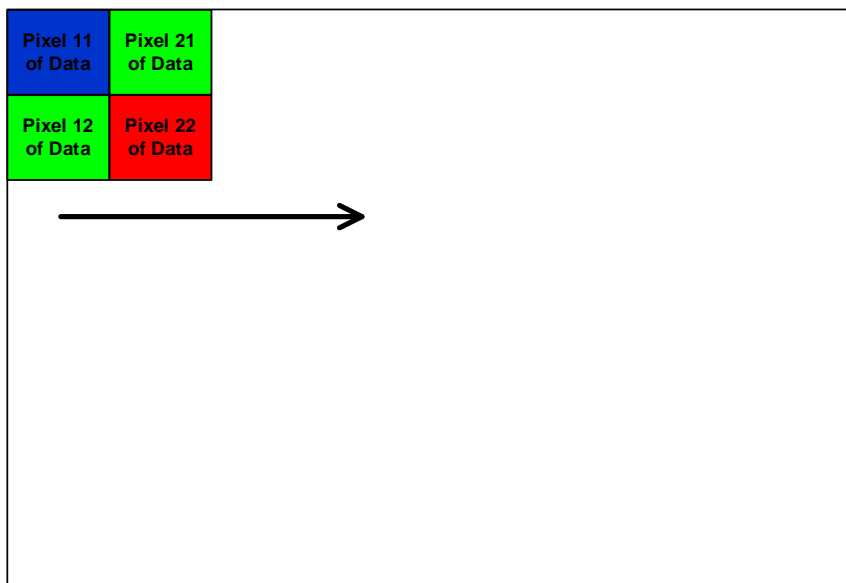 Pixel 11
of Data
Pixel 21
of Data
Pixel 12
of Data
Pixel 22
of Data